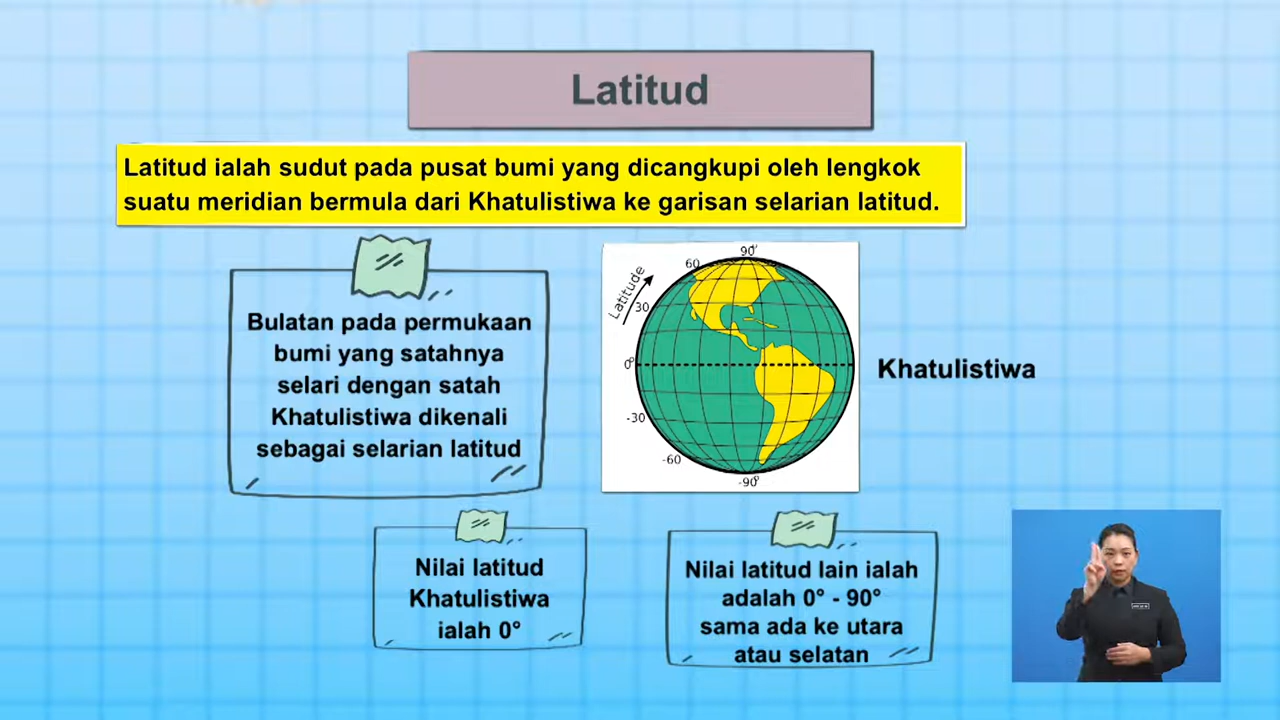 Latitud
Latitud ialah sudut pada pusat bumi yang dicangkupi oleh lengkok
suatu meridian bermula dari Khatulistiwa ke garisan selarian latitud.
Bulatan pada permukaan
bumi yang satahnya
selari dengan satah
Khatulistiwa dikenali
sebagai selarian latitud
90°
60
Latitude
30
0°
-30
-60
-90°
Khatulistiwa
Nilai latitud
Khatulistiwa
ialah 0°
Nilai latitud lain ialah
adalah 0° - 90°
sama ada ke utara
atau selatan